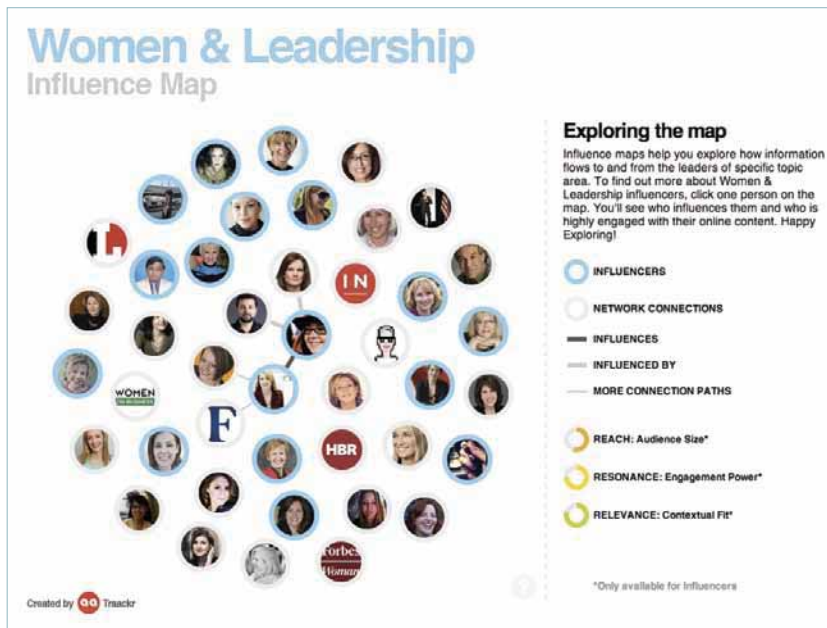 Women & Leadership
Influence Map
L
IN
WOMEN
F
HBR
Forbes
Woman
Exploring the map
Influence maps help you explore how information
flows to and from the leaders of specific topic
area. To find out more about Women &
Leadership influencers, click one person on the
map. You'll see who influences them and who is
highly engaged with their online content. Happy
Exploring!
INFLUENCERS
NETWORK CONNECTIONS
INFLUENCES
INFLUENCED BY
MORE CONNECTION PATHS
REACH: Audience Size*
RESONANCE: Engagement Power*
RELEVANCE: Contextual Fit*
?
*Only available for Influencers
Created by aa Traackr